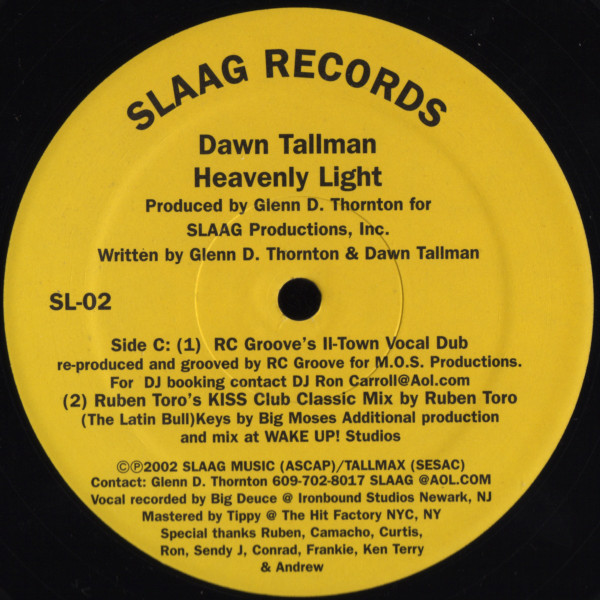 SLAAG RECORDS
Dawn Tallman
Heavenly Light
Produced by Glenn D. Thornton for
SLAAG Productions, Inc.
Written by Glenn D. Thornton & Dawn Tallman
SL-02
Side C: (1) RC Groove's Il-Town Vocal Dub
re-produced and grooved by RC Groove for M.O.S. Productions.
For DJ booking contact DJ Ron Carroll@Aol.com
(2) Ruben Toro's KISS Club Classic Mix by Ruben Toro
(The Latin Bull)Keys by Big Moses Additional production
and mix at WAKE UP! Studios
©℗2002 SLAAG MUSIC (ASCAP)/TALLMAX (SESAC)
Contact: Glenn D. Thornton 609-702-8017 SLAAG @AOL.COM
Vocal recorded by Big Deuce @ Ironbound Studios Newark, NJ
Mastered by Tippy @ The Hit Factory NYC, NY
Special thanks Ruben, Camacho, Curtis,
Ron, Sendy J, Conrad, Frankie, Ken Terry
& Andrew